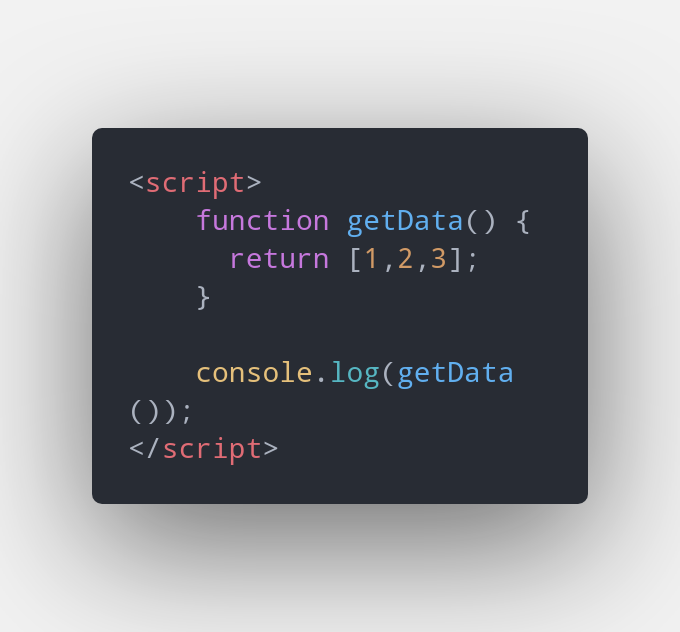 <script>
    function getData() {
      return [1,2,3];
    }

    console.log(getData
());
</script>